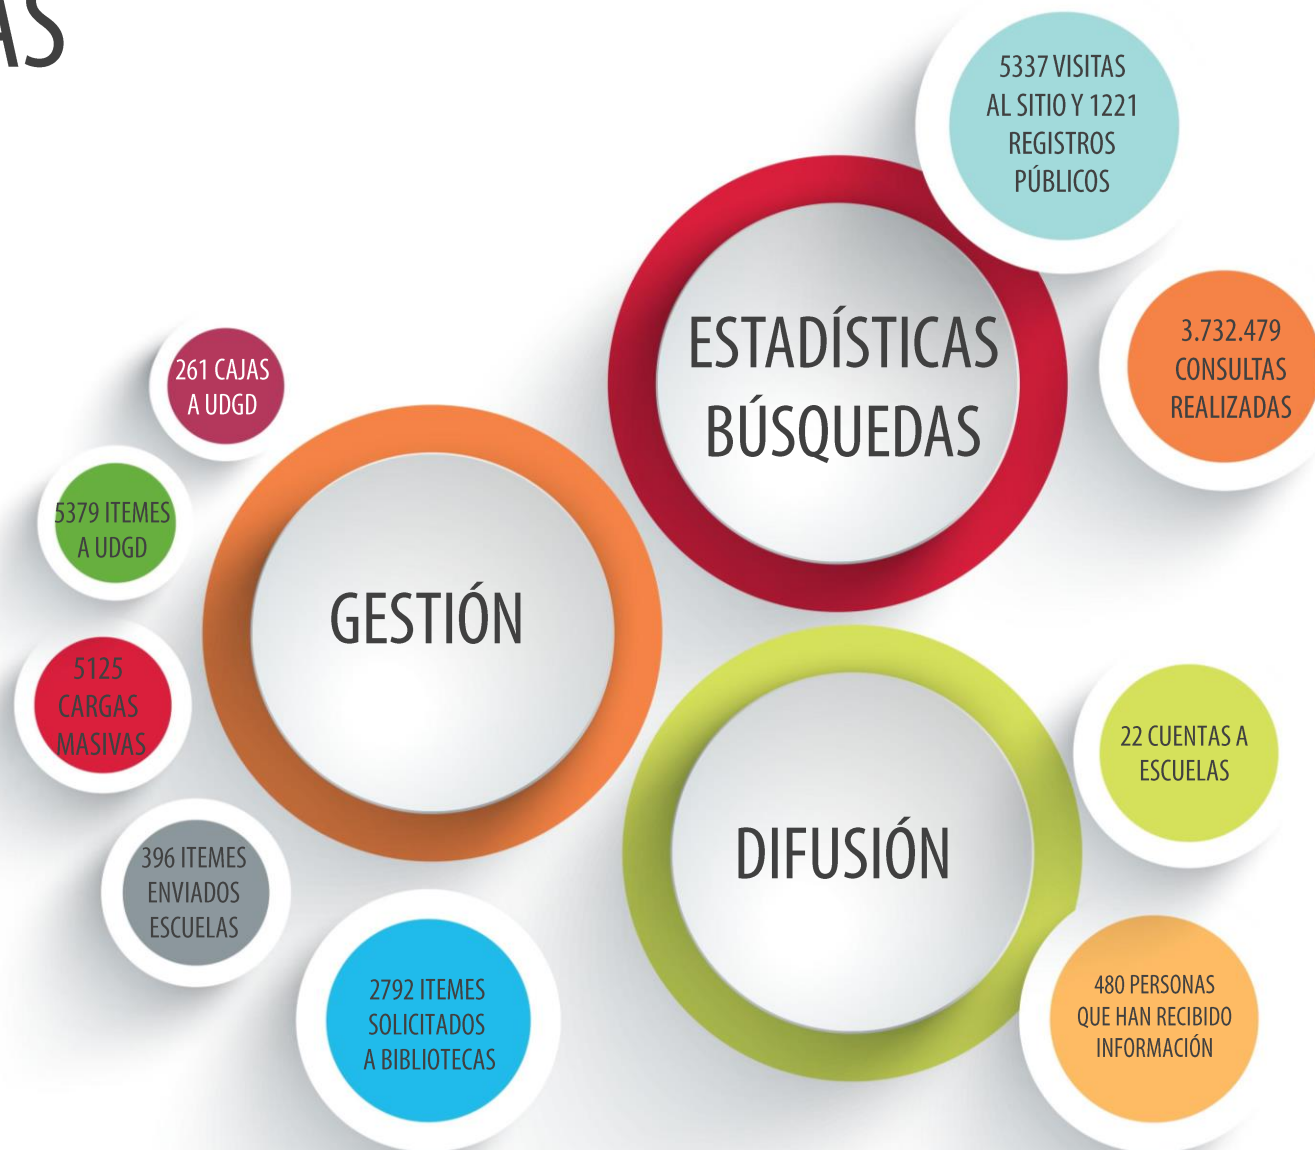 AS
5337 VISITAS
AL SITIO Y 1221
REGISTROS
PÚBLICOS
ESTADÍSTICAS
BÚSQUEDAS
3.732.479
CONSULTAS
REALIZADAS
261 CAJAS
A UDGD
5379 ITEMES
A UDGD
GESTIÓN
5125
CARGAS
MASIVAS
396 ITEMES
ENVIADOS
ESCUELAS
2792 ITEMES
SOLICITADOS
A BIBLIOTECAS
DIFUSIÓN
22 CUENTAS A
ESCUELAS
480 PERSONAS
QUE HAN RECIBIDO
INFORMACIÓN